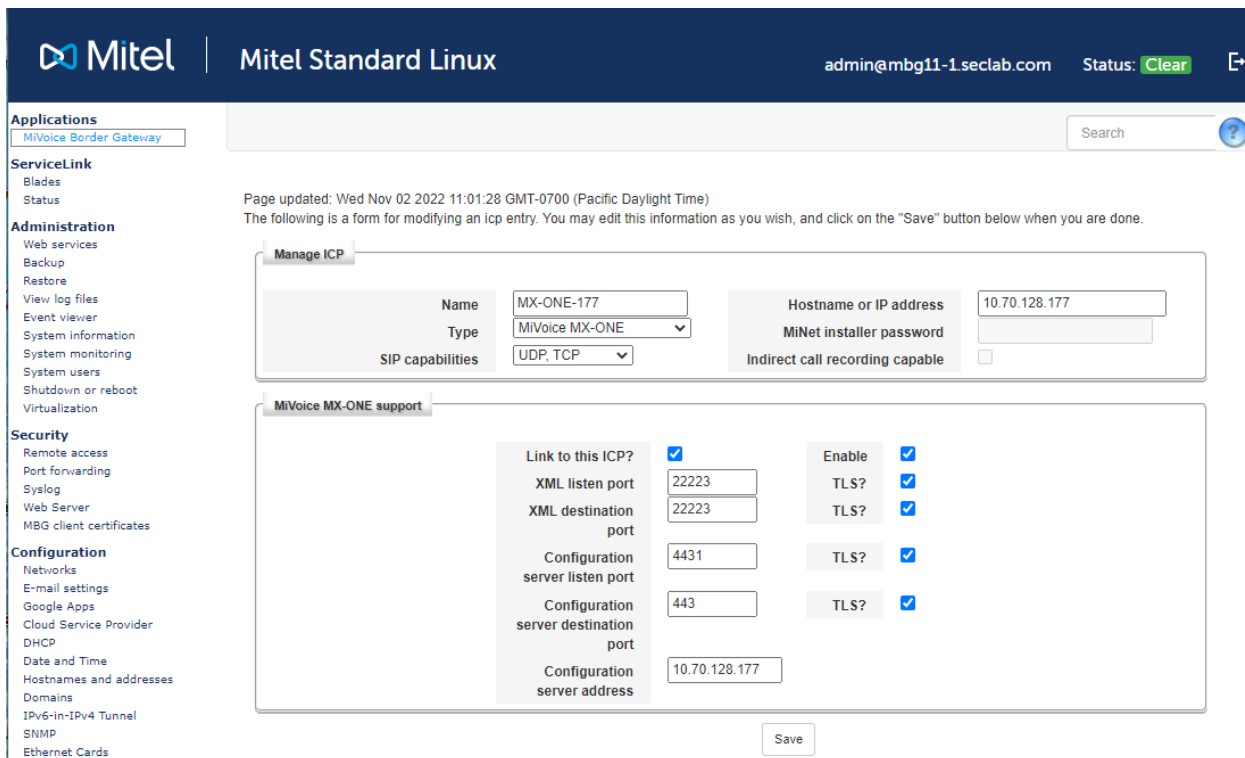 Mitel
Mitel Standard Linux
admin@mbg11-1.seclab.com
Status: Clear
Applications
MiVoice Border Gateway
ServiceLink
Blades
Status
Administration
Web services
Backup
Restore
View log files
Event viewer
System information
System monitoring
System users
Shutdown or reboot
Virtualization
Security
Remote access
Port forwarding
Syslog
Web Server
MBG client certificates
Configuration
Networks
E-mail settings
Google Apps
Cloud Service Provider
DHCP
Date and Time
Hostnames and addresses
Domains
IPv6-in-IPv4 Tunnel
SNMP
Ethernet Cards
Search
?
Page updated: Wed Nov 02 2022 11:01:28 GMT-0700 (Pacific Daylight Time)
The following is a form for modifying an icp entry. You may edit this information as you wish, and click on the "Save" button below when you are done.
Manage ICP
Name MX-ONE-177 Hostname or IP address 10.70.128.177
Type MiVoice MX-ONE MiNet installer password
SIP capabilities UDP, TCP Indirect call recording capable
MiVoice MX-ONE support
Link to this ICP? Enable
XML listen port 22223 TLS?
XML destination 22223 TLS?
port
Configuration 4431 TLS?
server listen port
Configuration 443 TLS?
server destination
port
Configuration 10.70.128.177
server address
Save